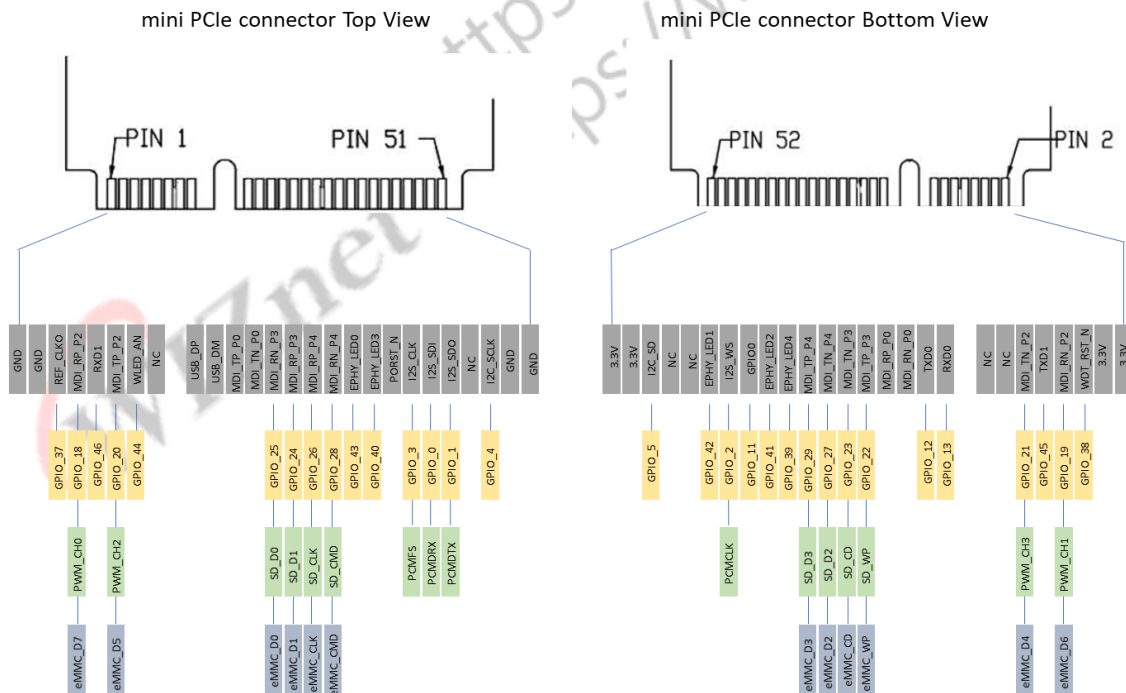 mini PCIe connector Top View
mini PCIe connector Bottom View
https
https://w
PIN 1
PIN 51
PIN 52
PIN 2
WIZnet
GND
GND
REF_CLKO
MDI_RP_P2
RXD1
MDI_TP_P2
WLED_AN
NC
USB_DP
USB_DM
MDI_TP_P0
MDI_TN_P0
MDI_RN_P3
MDI_RP_P3
MDI_RP_P4
MDI_RN_P4
EPHY_LED0
EPHY_LED3
PORST_N
I2S_CLK
I2S_SDI
I2S_SDO
NC
I2C_SCLK
GND
GND
3.3V
3.3V
I2C_SD
NC
NC
EPHY_LED1
I2S_WS
GPIO0
EPHY_LED2
EPHY_LED4
MDI_TP_P4
MDI_TN_P4
MDI_TN_P3
MDI_TP_P3
MDI_RP_P0
MDI_RN_P0
TXD0
RXD0
NC
NC
MDI_TN_P2
TXD1
MDI_RN_P2
WDT_RST_N
3.3V
3.3V
GPIO_37
GPIO_18
GPIO_46
GPIO_20
GPIO_44
GPIO_25
GPIO_24
GPIO_26
GPIO_28
GPIO_43
GPIO_40
GPIO_3
GPIO_0
GPIO_1
GPIO_4
GPIO_5
GPIO_42
GPIO_2
GPIO_11
GPIO_41
GPIO_39
GPIO_29
GPIO_27
GPIO_23
GPIO_22
GPIO_12
GPIO_13
GPIO_21
GPIO_45
GPIO_19
GPIO_38
PWM_CH0
PWM_CH2
SD_D0
SD_D1
SD_CLK
SD_CMD
PCMFS
PCMDRX
PCMDTX
PCMCLK
SD_D3
SD_D2
SD_CD
SD_WP
PWM_CH3
PWM_CH1
eMMC_D7
eMMC_D5
eMMC_D0
eMMC_D1
eMMC_CLK
eMMC_CMD
eMMC_D3
eMMC_D2
eMMC_CD
eMMC_WP
eMMC_D4
eMMC_D6